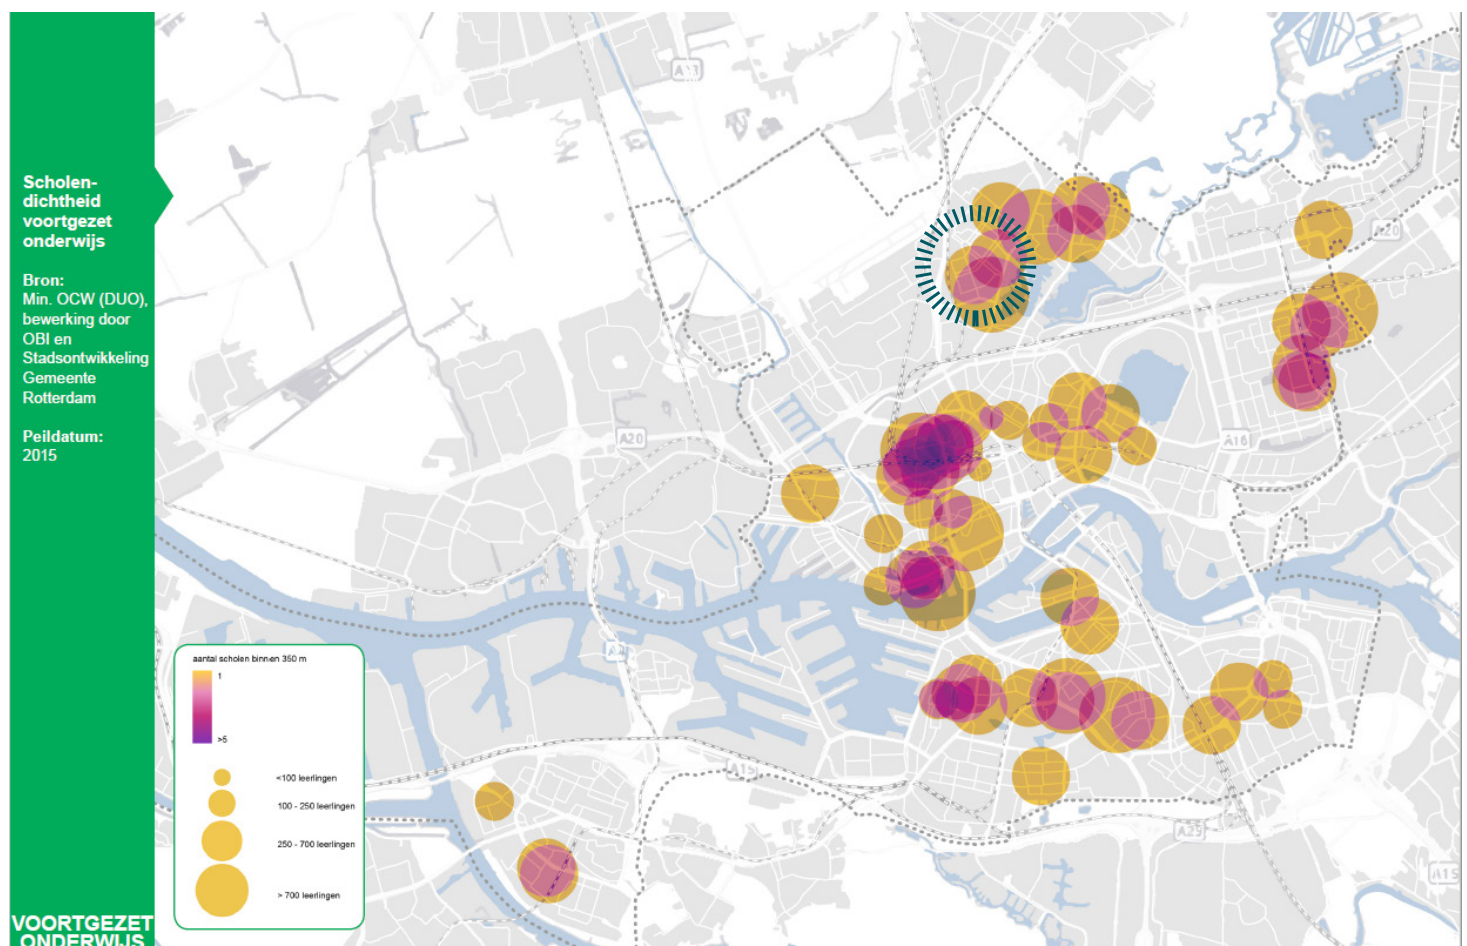 Scholen-
dichtheid
voortgezet
onderwijs
Bron:
Min. OCW (DUO),
bewerking door
OBI en
Stadsontwikkeling
Gemeente
Rotterdam
Peildatum:
2015
VOORTGEZET
ONDERWIJS
aantal scholen binnen 350 m
1
>5
<100 leerlingen
100 - 250 leerlingen
250 - 700 leerlingen
> 700 leerlingen
A13
A20
A20
A16
A15
A29
A15